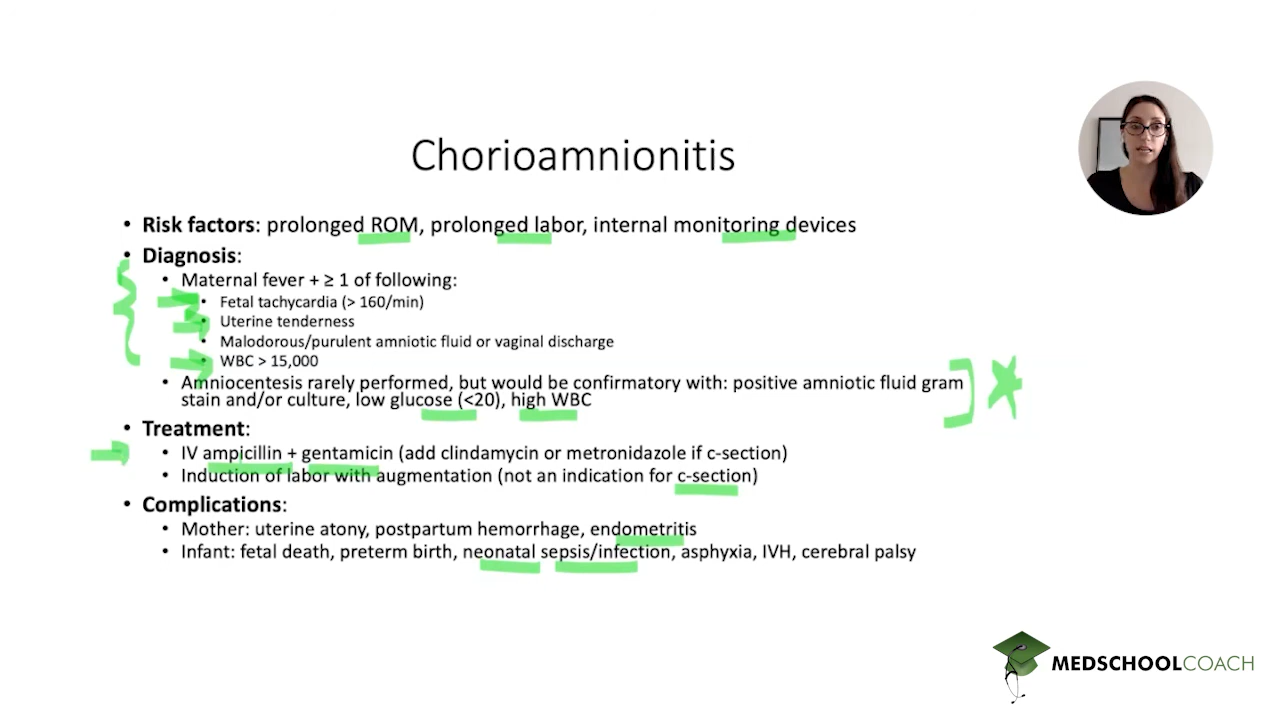 Chorioamnionitis
• Risk factors: prolonged ROM, prolonged labor, internal monitoring devices
• Diagnosis:
• Maternal fever + ≥ 1 of following:
• Fetal tachycardia (> 160/min)
• Uterine tenderness
• Malodorous/purulent amniotic fluid or vaginal discharge
• WBC > 15,000
• Amniocentesis rarely performed, but would be confirmatory with: positive amniotic fluid gram
stain and/or culture, low glucose (<20), high WBC
• Treatment:
• IV ampicillin + gentamicin (add clindamycin or metronidazole if c-section)
• Induction of labor with augmentation (not an indication for c-section)
• Complications:
• Mother: uterine atony, postpartum hemorrhage, endometritis
• Infant: fetal death, preterm birth, neonatal sepsis/infection, asphyxia, IVH, cerebral palsy
MEDSCHOOLCOACH